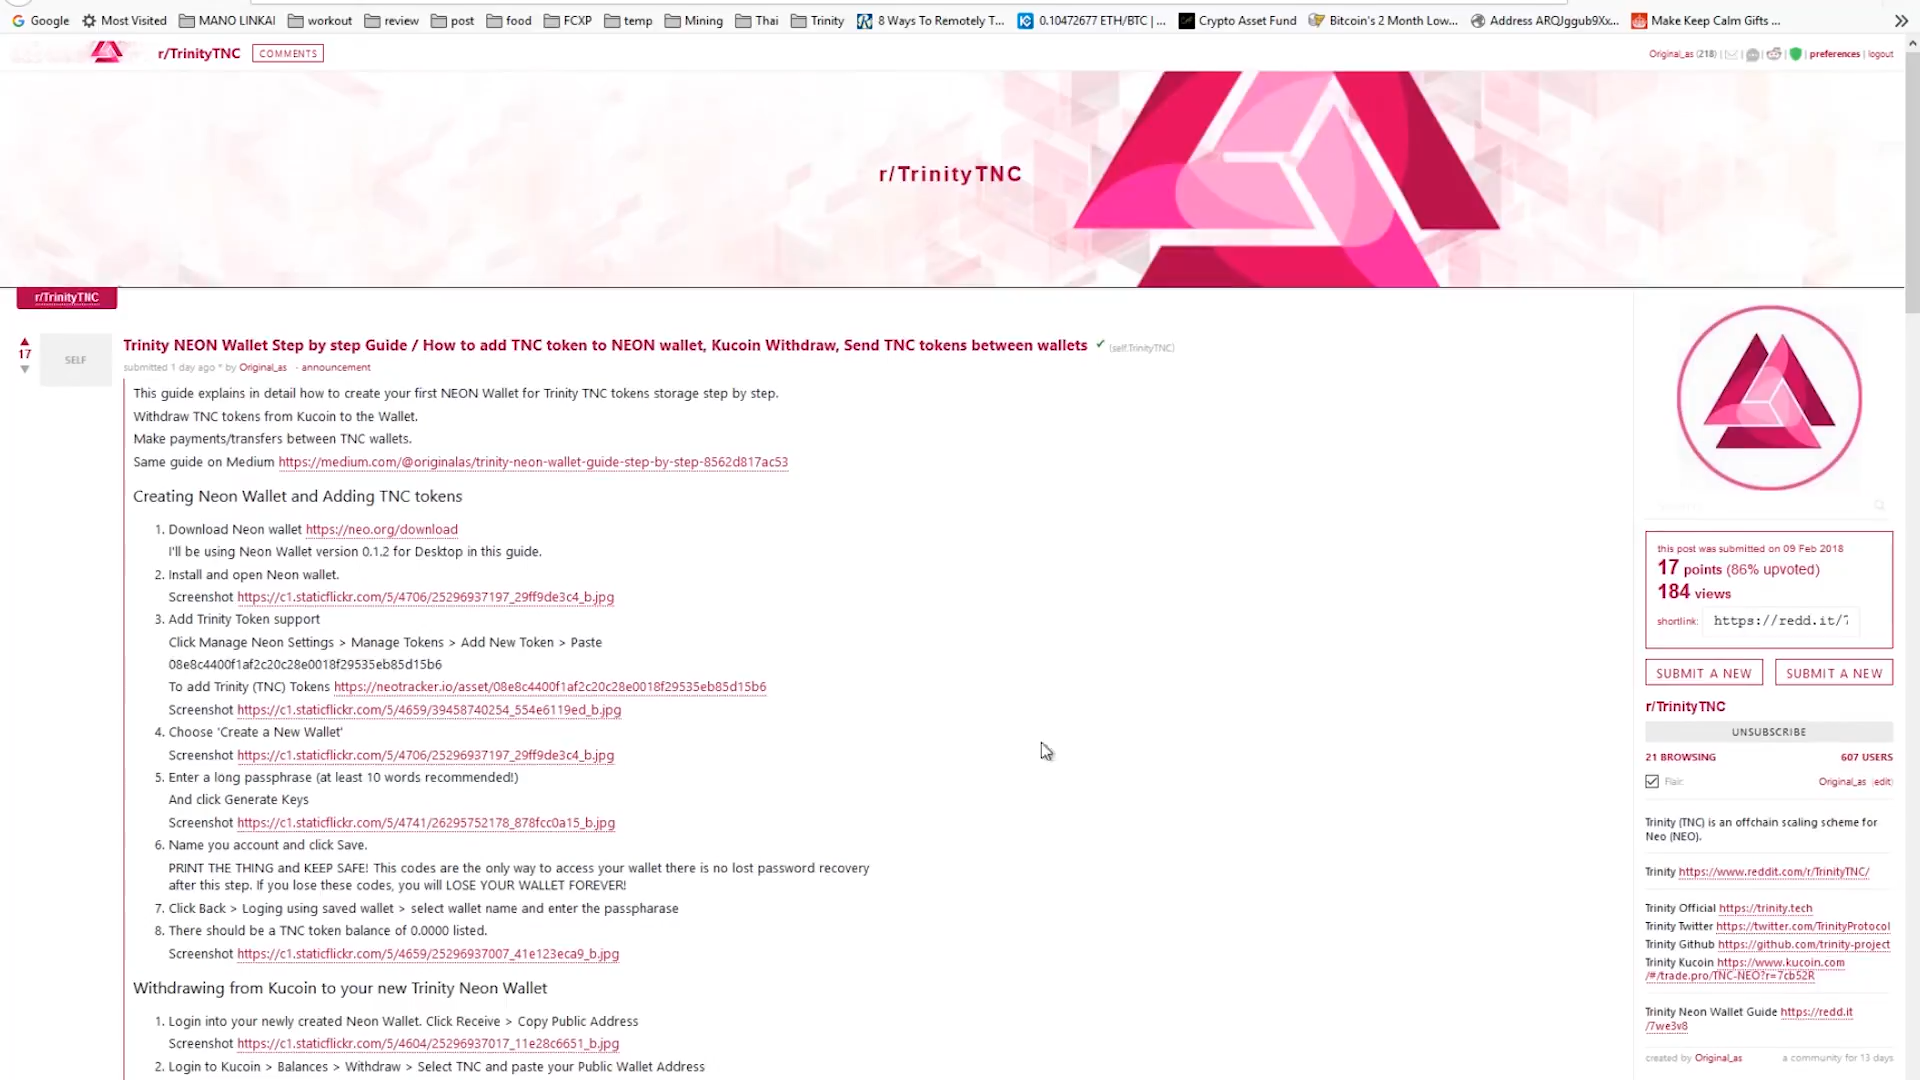 Google Most Visited MANO LINKAI workout review post food FCXP temp Mining Thai Trinity 8 Ways To Remotely T... 0.10472677 ETH/BTC | ... Crypto Asset Fund Bitcoin's 2 Month Low... Address ARQJggub9Xx... Make Keep Calm Gifts ...
r/TrinityTNC COMMENTS
Original_as (218) | | | | | preferences | logout
r/TrinityTNC
r/TrinityTNC
17
SELF
Trinity NEON Wallet Step by step Guide / How to add TNC token to NEON wallet, Kucoin Withdraw, Send TNC tokens between wallets ✔ (self.TrinityTNC)
submitted 1 day ago * by Original_as - announcement
This guide explains in detail how to create your first NEON Wallet for Trinity TNC tokens storage step by step.
Withdraw TNC tokens from Kucoin to the Wallet.
Make payments/transfers between TNC wallets.
Same guide on Medium https://medium.com/@originalas/trinity-neon-wallet-guide-step-by-step-8562d817ac53
Creating Neon Wallet and Adding TNC tokens
1. Download Neon wallet https://neo.org/download
I'll be using Neon Wallet version 0.1.2 for Desktop in this guide.
2. Install and open Neon wallet.
Screenshot https://c1.staticflickr.com/5/4706/25296937197_29ff9de3c4_b.jpg
3. Add Trinity Token support
Click Manage Neon Settings > Manage Tokens > Add New Token > Paste
08e8c4400f1af2c20c28e0018f29535eb85d15b6
To add Trinity (TNC) Tokens https://neotracker.io/asset/08e8c4400f1af2c20c28e0018f29535eb85d15b6
Screenshot https://c1.staticflickr.com/5/4659/39458740254_554e6119ed_b.jpg
4. Choose 'Create a New Wallet'
Screenshot https://c1.staticflickr.com/5/4706/25296937197_29ff9de3c4_b.jpg
5. Enter a long passphrase (at least 10 words recommended!)
And click Generate Keys
Screenshot https://c1.staticflickr.com/5/4741/26295752178_878fcc0a15_b.jpg
6. Name you account and click Save.
PRINT THE THING and KEEP SAFE! This codes are the only way to access your wallet there is no lost password recovery
after this step. If you lose these codes, you will LOSE YOUR WALLET FOREVER!
7. Click Back > Loging using saved wallet > select wallet name and enter the passpharase
8. There should be a TNC token balance of 0.0000 listed.
Screenshot https://c1.staticflickr.com/5/4659/25296937007_41e123eca9_b.jpg
Withdrawing from Kucoin to your new Trinity Neon Wallet
1. Login into your newly created Neon Wallet. Click Receive > Copy Public Address
Screenshot https://c1.staticflickr.com/5/4604/25296937017_11e28c6651_b.jpg
2. Login to Kucoin > Balances > Withdraw > Select TNC and paste your Public Wallet Address
this post was submitted on 09 Feb 2018
17 points (86% upvoted)
184 views
shortlink: https://redd.it/7
SUBMIT A NEW SUBMIT A NEW
r/TrinityTNC
UNSUBSCRIBE
21 BROWSING 607 USERS
Flair: Original_as (edit)
Trinity (TNC) is an offchain scaling scheme for
Neo (NEO).
Trinity https://www.reddit.com/r/TrinityTNC/
Trinity Official https://trinity.tech
Trinity Twitter https://twitter.com/TrinityProtocol
Trinity Github https://github.com/trinity-project
Trinity Kucoin https://www.kucoin.com
/#/trade.pro/TNC-NEO?r=7cb52R
Trinity Neon Wallet Guide https://redd.it
/7we3v8
created by Original_as a community for 13 days